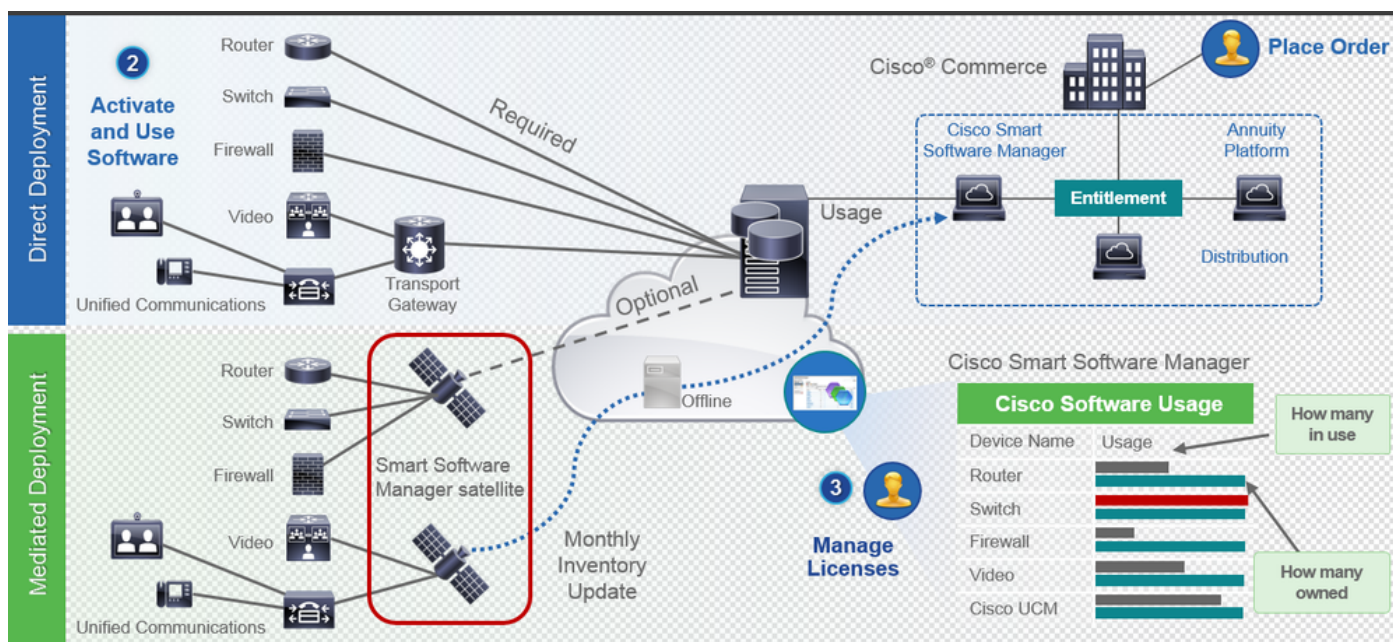 Direct Deployment
2
Activate
and Use
Software
Router
Switch
Firewall
Video
Unified Communications
Transport
Gateway
Required
Optional
Usage
Cisco® Commerce
Place Order
Cisco Smart
Software Manager
Annuity
Platform
Entitlement
Distribution
Mediated Deployment
Router
Switch
Firewall
Video
Unified Communications
Smart Software
Manager satellite
Offline
Monthly
Inventory
Update
3
Manage
Licenses
Cisco Smart Software Manager
Cisco Software Usage
Device Name Usage
Router
Switch
Firewall
Video
Cisco UCM
How many
in use
How many
owned